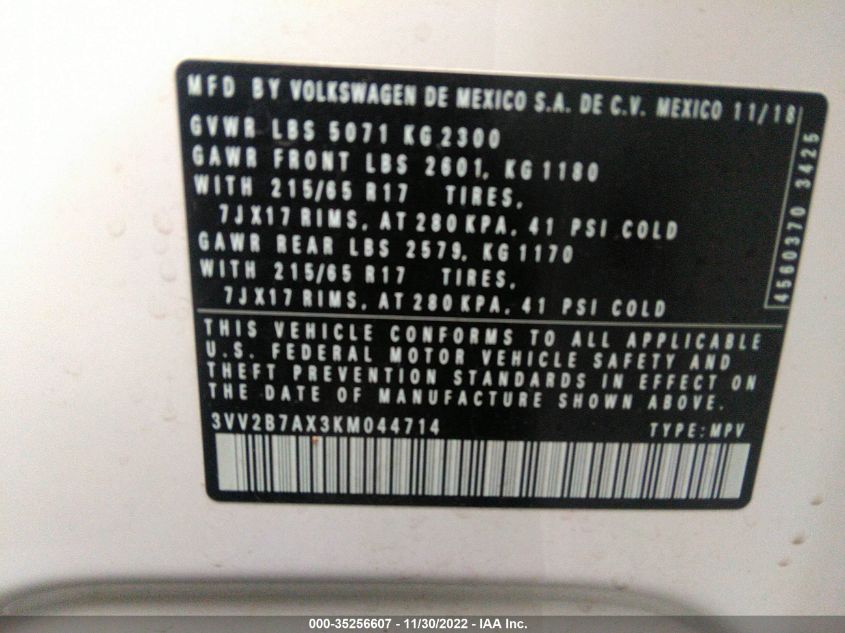 MFD BY VOLKSWAGEN DE MEXICO S.A. DE C.V. MEXICO 11/18
GVWR LBS 5071 KG 2300
GAWR FRONT LBS 2601, KG 1180
WITH 215/65 R17 TIRES,
7JX17 RIMS, AT 280 KPA, 41 PSI COLD
GAWR REAR LBS 2579, KG 1170
WITH 215/65 R17 TIRES,
7JX17 RIMS, AT 280 KPA, 41 PSI COLD
4560370 3425
THIS VEHICLE CONFORMS TO ALL APPLICABLE
U.S. FEDERAL MOTOR VEHICLE SAFETY AND
THEFT PREVENTION STANDARDS IN EFFECT ON
THE DATE OF MANUFACTURE SHOWN ABOVE.
3VV2B7AX3KM044714 TYPE: MPV
000-35256607 - 11/30/2022 - IAA Inc.